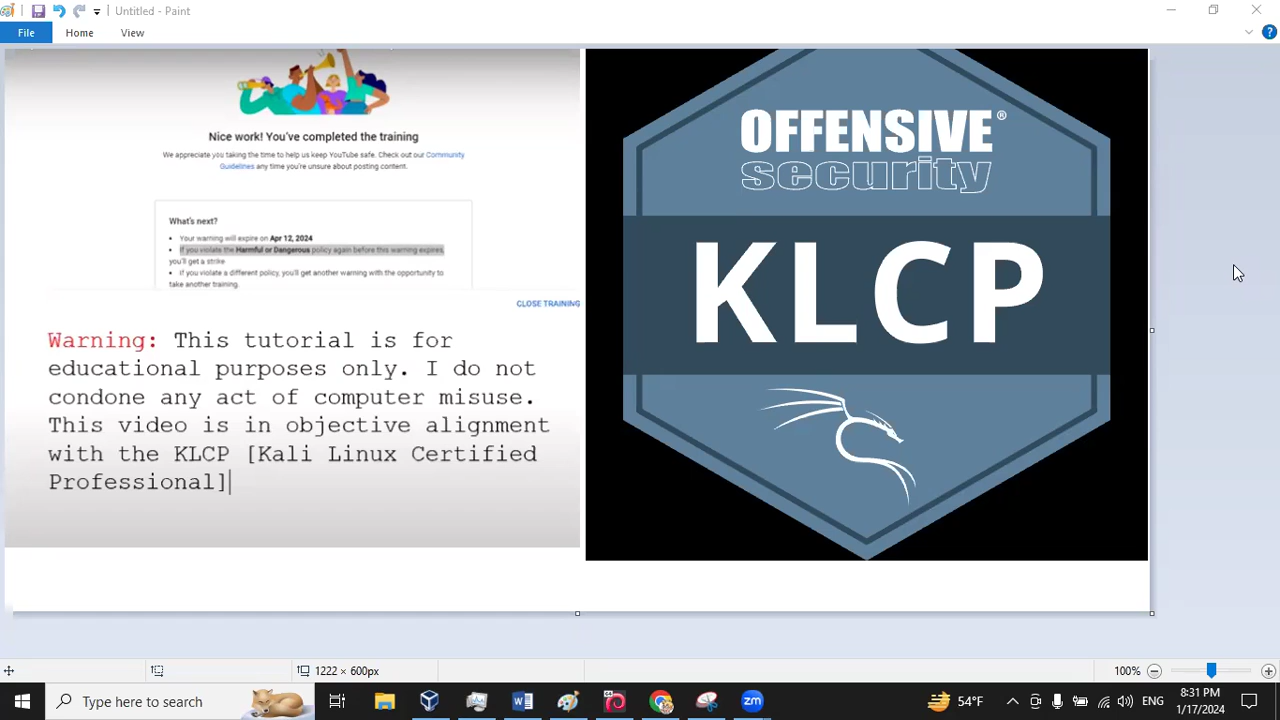 Untitled - Paint
File Home View
Nice work! You've completed the training
We appreciate you taking the time to help us keep YouTube safe. Check out our Community
Guidelines any time you're unsure about posting content.
What's next?
• Your warning will expire on Apr 12, 2024
• If you violate the Harmful or Dangerous policy again before this warning expires,
you'll get a strike
• If you violate a different policy, you'll get another warning with the opportunity to
take another training.
CLOSE TRAINING
Warning: This tutorial is for
educational purposes only. I do not
condone any act of computer misuse.
This video is in objective alignment
with the KLCP [Kali Linux Certified
Professional]
OFFENSIVE®
security
KLCP
1222 × 600px
100%
Type here to search
54°F
ENG
8:31 PM
1/17/2024